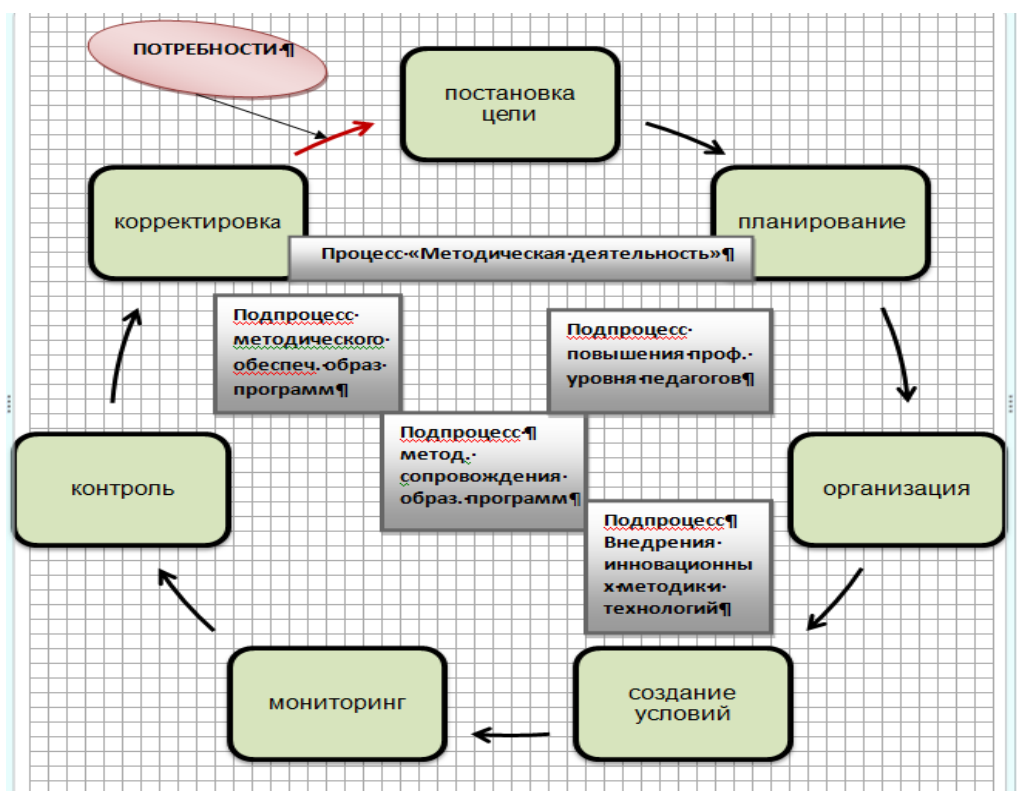 ПОТРЕБНОСТИ¶
постановка
цели
корректировка
планирование
Процесс·«Методическая·деятельность»¶
Подпроцесс·
методического·
обеспеч.·образ·
программ¶
Подпроцесс·
повышения·проф.·
уровня·педагогов¶
Подпроцесс·¶
метод.·
сопровождения·
образ.·программ¶
контроль
организация
Подпроцесс¶
Внедрения·
инновационны
х·методик·и·
технологий¶
мониторинг
создание
условий